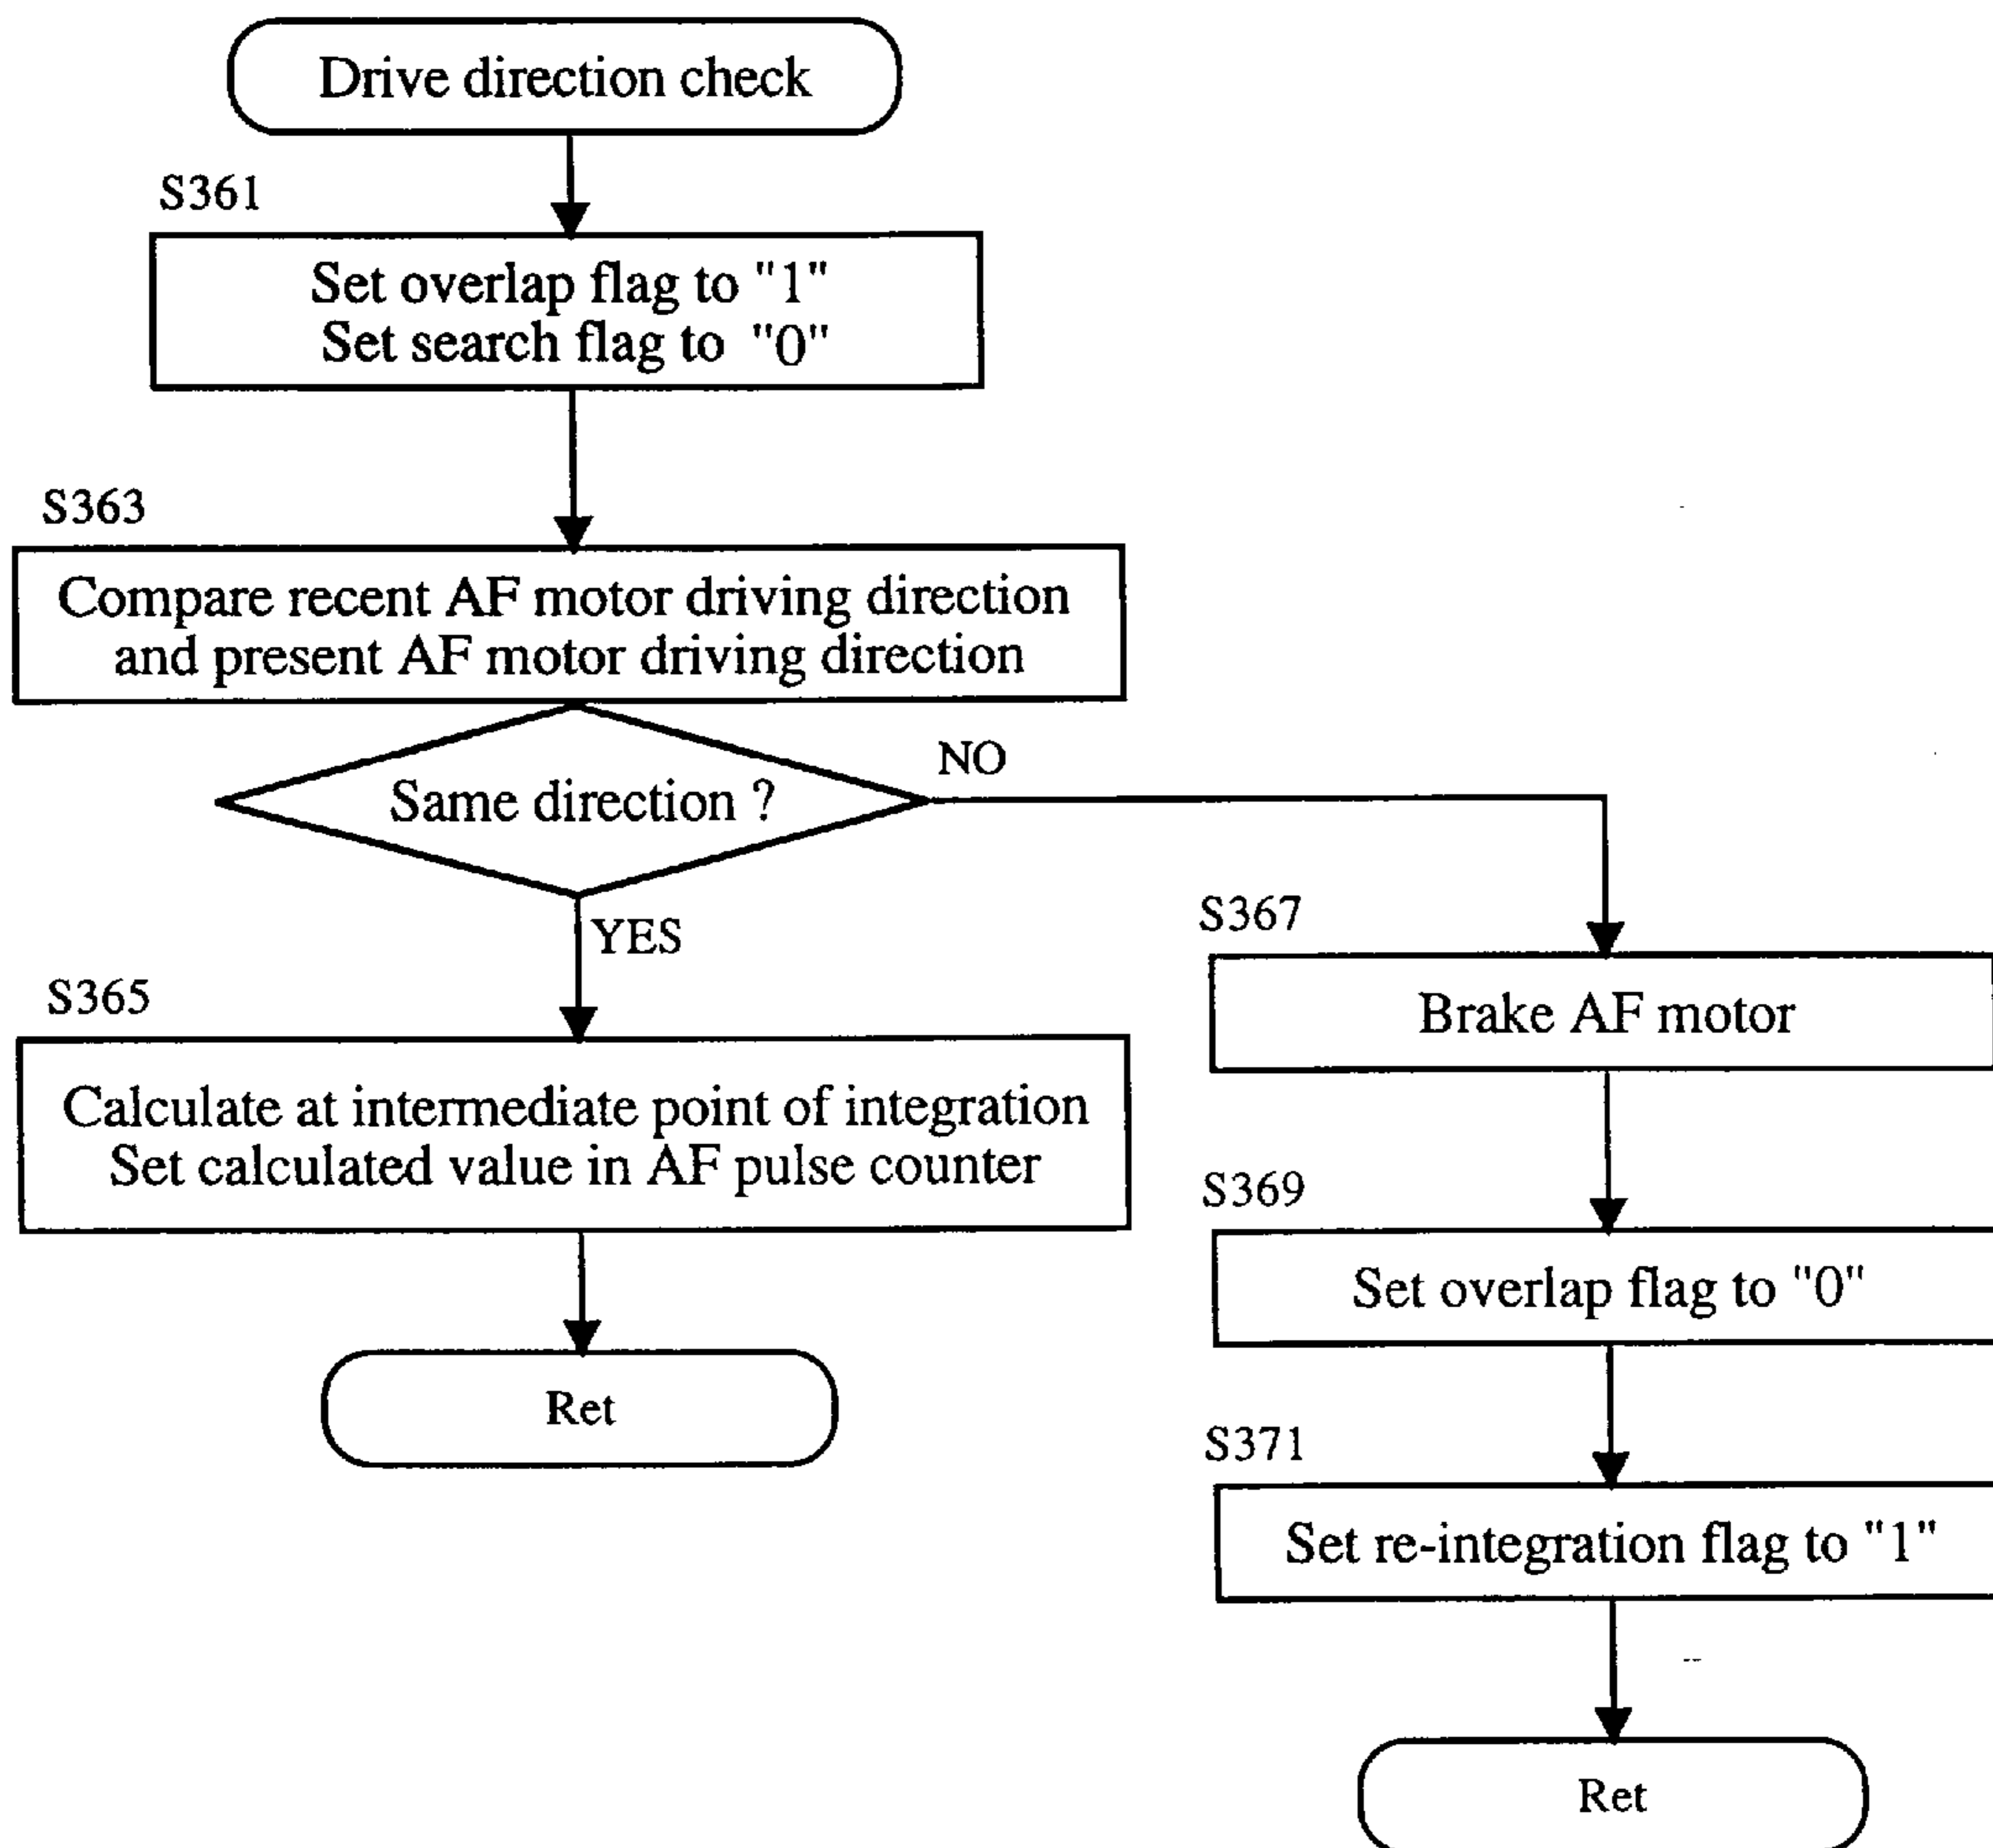 Drive direction check
S361
Set overlap flag to "1"
Set search flag to "0"
S363
Compare recent AF motor driving direction
and present AF motor driving direction
Same direction ?
NO
YES
S365
Calculate at intermediate point of integration
Set calculated value in AF pulse counter
Ret
S367
Brake AF motor
S369
Set overlap flag to "0"
S371
Set re-integration flag to "1"
Ret